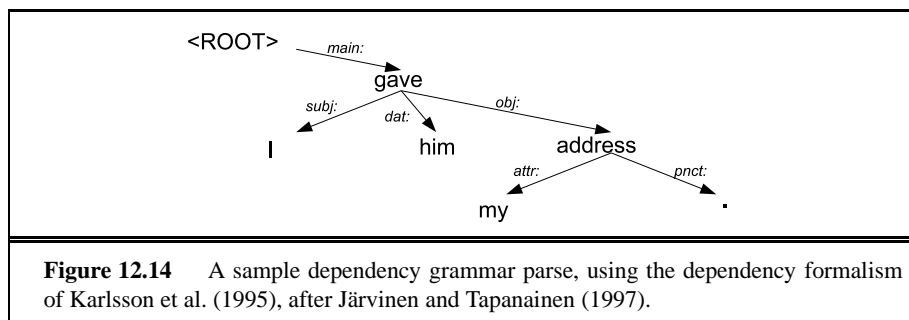 <ROOT>
main:
gave
subj: dat: obj:
I him address
attr: pnct:
my .
Figure 12.14 A sample dependency grammar parse, using the dependency formalism
of Karlsson et al. (1995), after Järvinen and Tapanainen (1997).